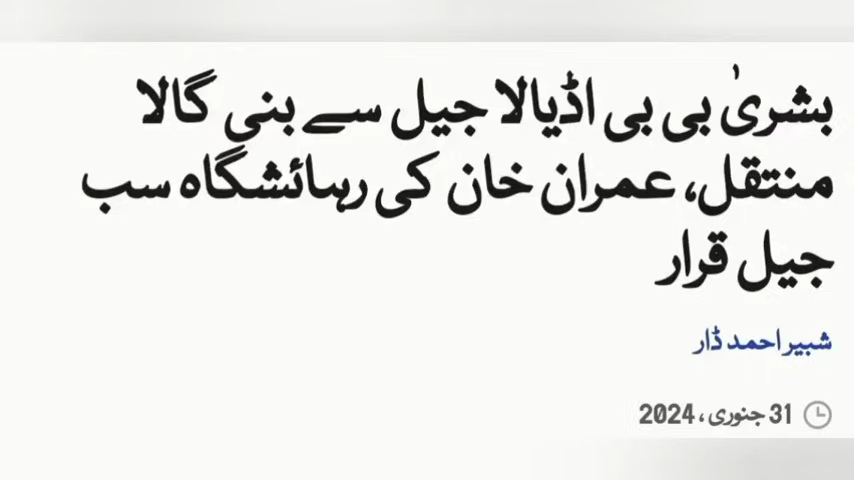 بشریٰ بی بی اڈیالا جیل سے بنی گالا
منتقل، عمران خان کی رہائشگاہ سب
جیل قرار
شبیر احمد ڈار
31 جنوری ، 2024